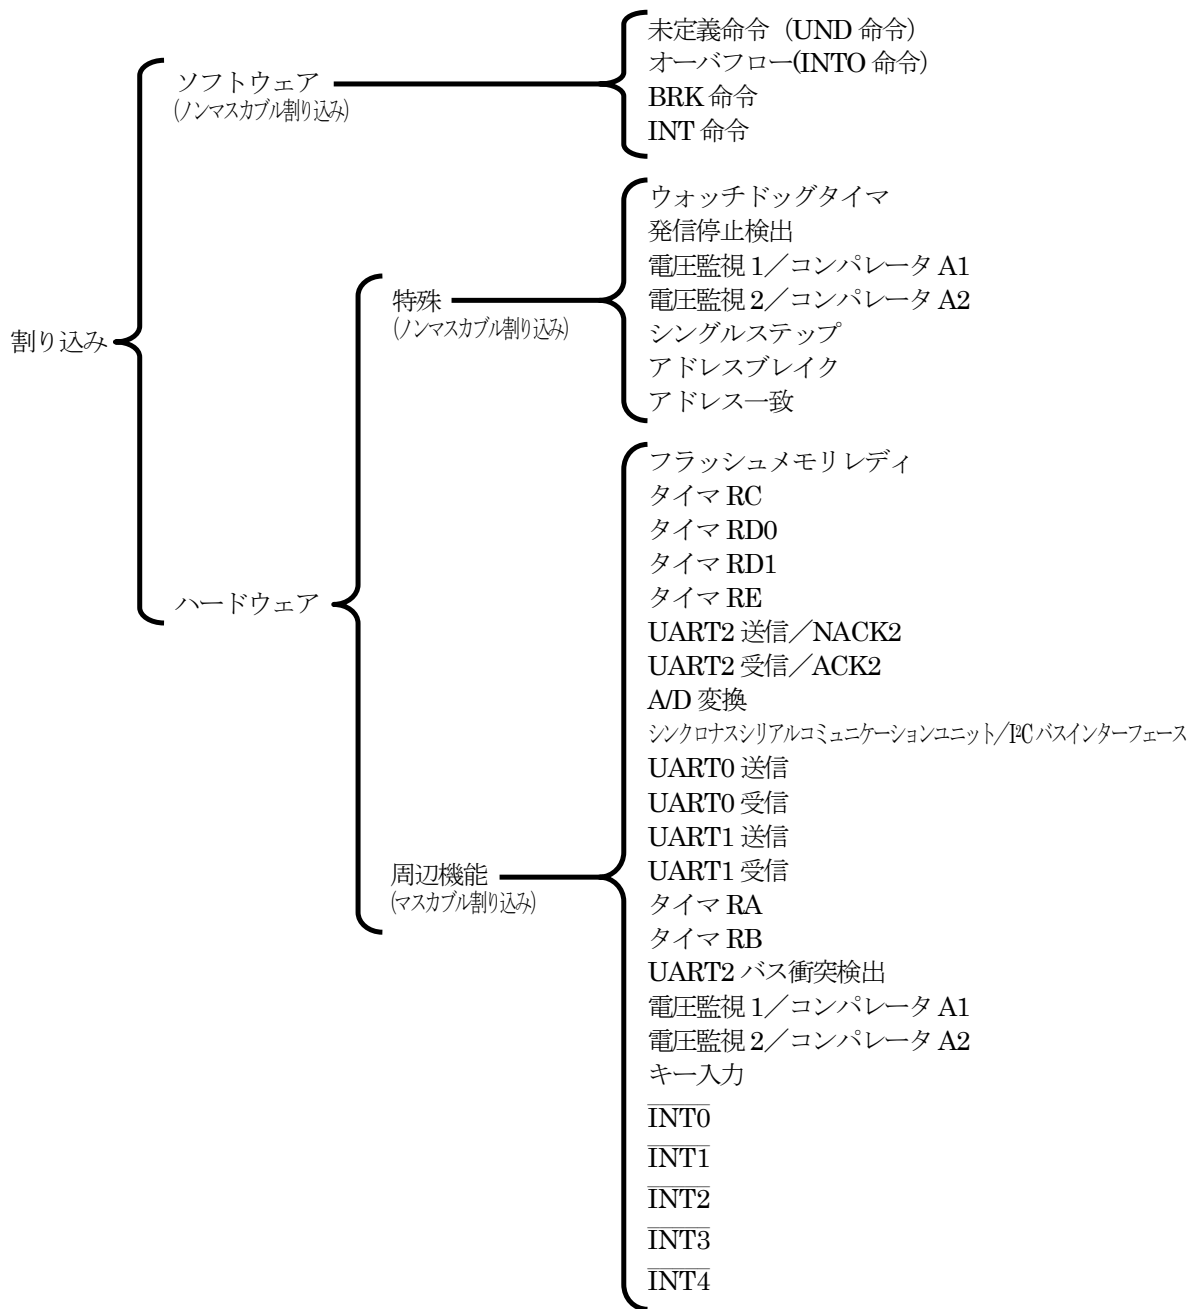 割り込み
ソフトウェア
(ノンマスカブル割り込み)
未定義命令（UND 命令）
オーバフロー(INTO 命令)
BRK 命令
INT 命令
ハードウェア
特殊
(ノンマスカブル割り込み)
ウォッチドッグタイマ
発信停止検出
電圧監視 1／コンパレータ A1
電圧監視 2／コンパレータ A2
シングルステップ
アドレスブレイク
アドレス一致
周辺機能
(マスカブル割り込み)
フラッシュメモリレディ
タイマ RC
タイマ RD0
タイマ RD1
タイマ RE
UART2 送信／NACK2
UART2 受信／ACK2
A/D 変換
シンクロナスシリアルコミュニケーションユニット／I²C バスインターフェース
UART0 送信
UART0 受信
UART1 送信
UART1 受信
タイマ RA
タイマ RB
UART2 バス衝突検出
電圧監視 1／コンパレータ A1
電圧監視 2／コンパレータ A2
キー入力
I̅N̅T̅0̅
I̅N̅T̅1̅
I̅N̅T̅2̅
I̅N̅T̅3̅
I̅N̅T̅4̅